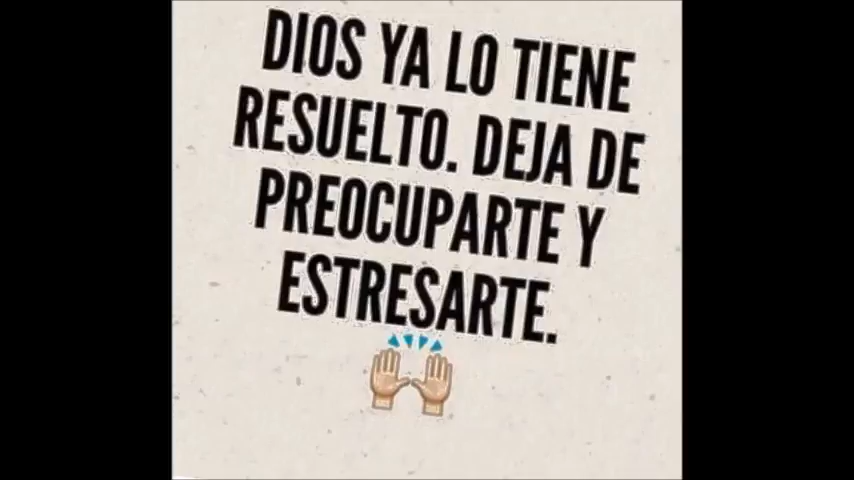 DIOS YA LO TIENE
RESUELTO. DEJA DE
PREOCUPARTE Y
ESTRESARTE.